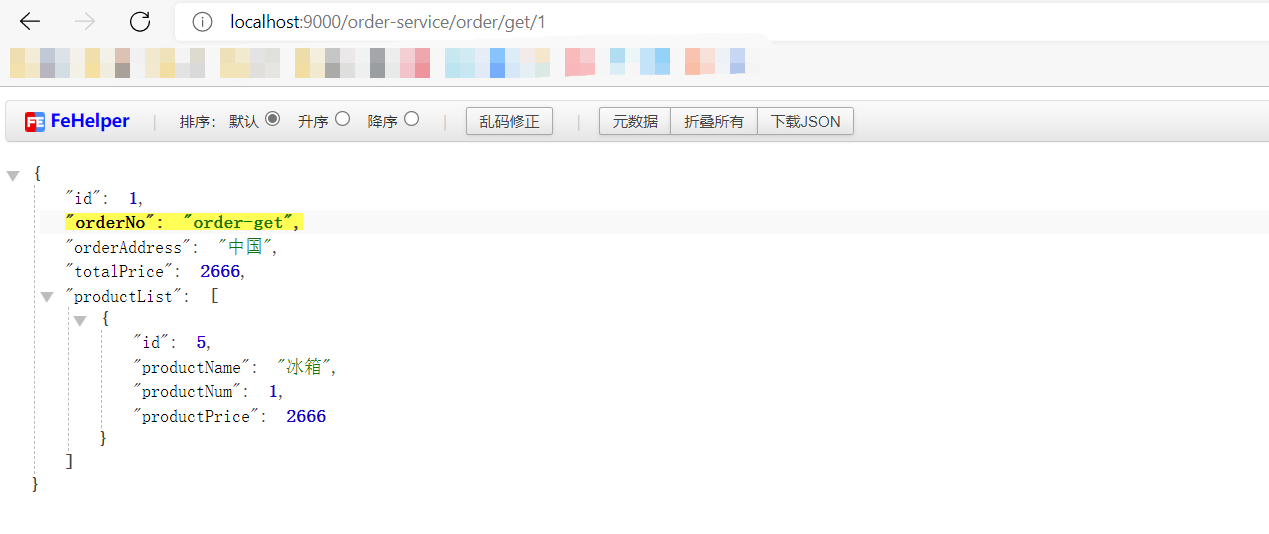 localhost:9000/order-service/order/get/1
FE FeHelper | 排序： 默认 升序 降序 | 乱码修正 | 元数据 折叠所有 下载JSON
{
"id": 1,
"orderNo": "order-get",
"orderAddress": "中国",
"totalPrice": 2666,
"productList": [
{
"id": 5,
"productName": "冰箱",
"productNum": 1,
"productPrice": 2666
}
]
}